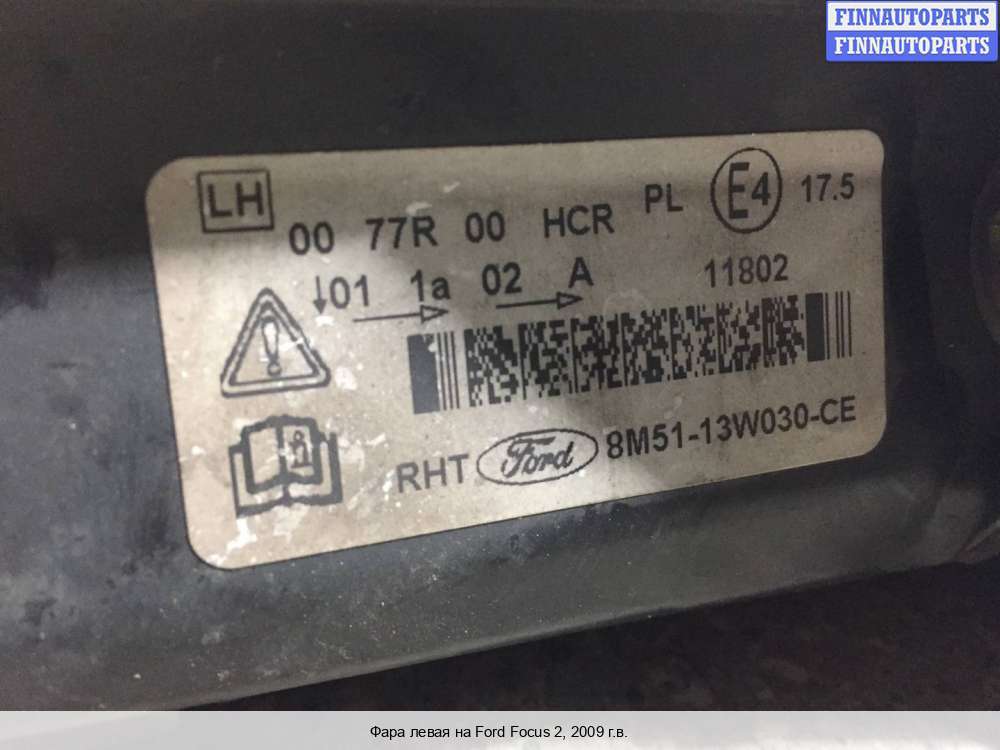 FINNAUTOPARTS
FINNAUTOPARTS
LH
00 77R 00 HCR PL E4 17.5
↓01 1a 02 A 11802
RHT Ford 8M51-13W030-CE
Фара левая на Ford Focus 2, 2009 г.в.